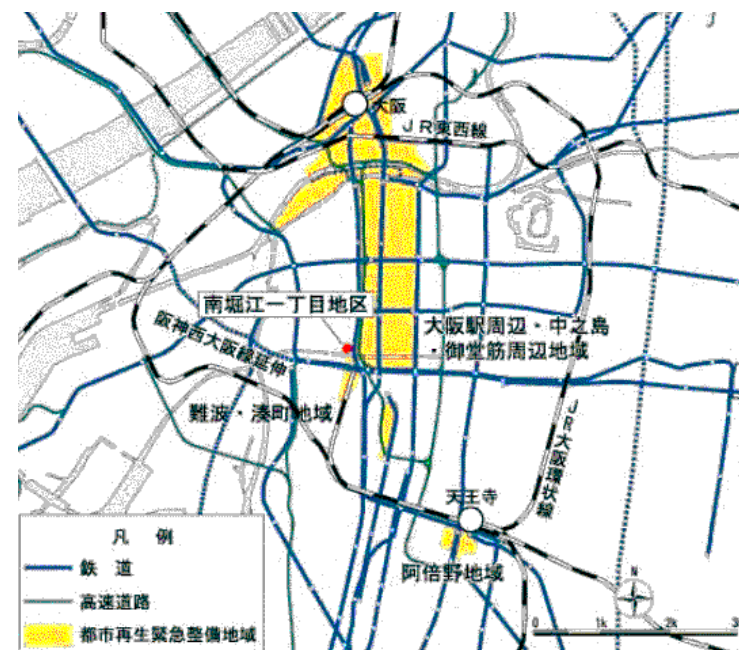 大阪
JR東西線
南堀江一丁目地区
大阪駅周辺・中之島
・御堂筋周辺地域
阪神西大阪線延伸
難波・湊町地域
JR大阪環状線
天王寺
阿倍野地域
凡 例
鉄 道
高速道路
都市再生緊急整備地域
N
0 1k 2k 3